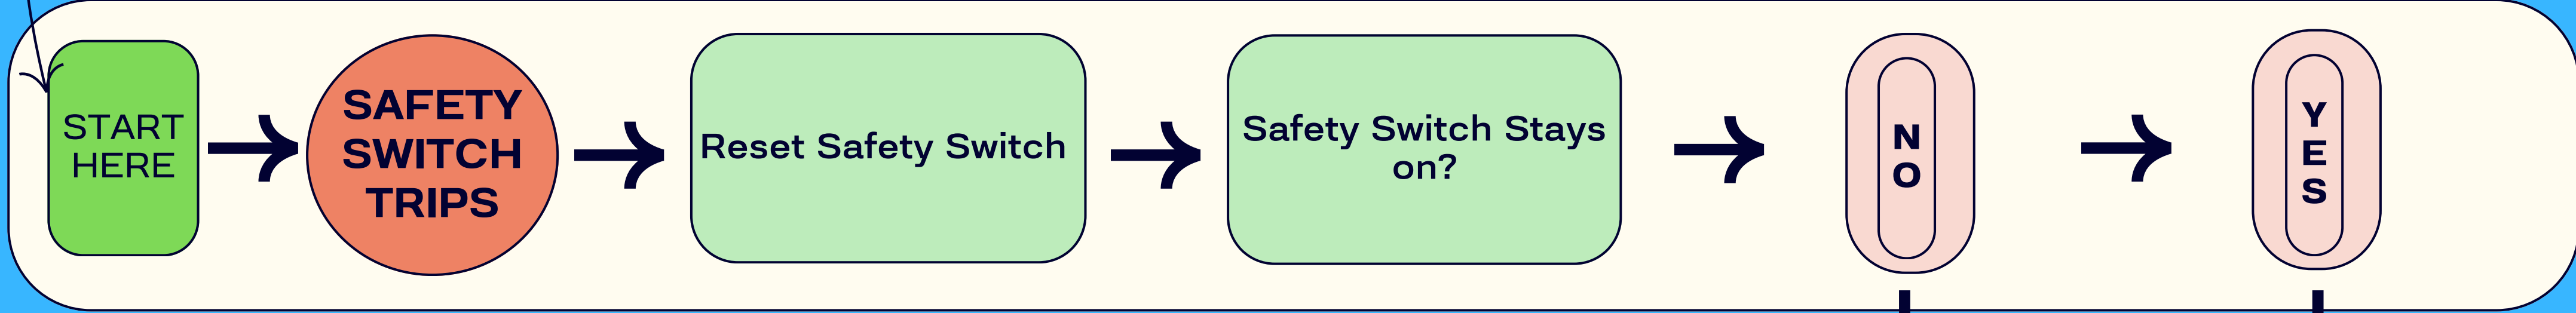 START
HERE
SAFETY
SWITCH
TRIPS
Reset Safety Switch
Safety Switch Stays
on?
N
O
Y
E
S